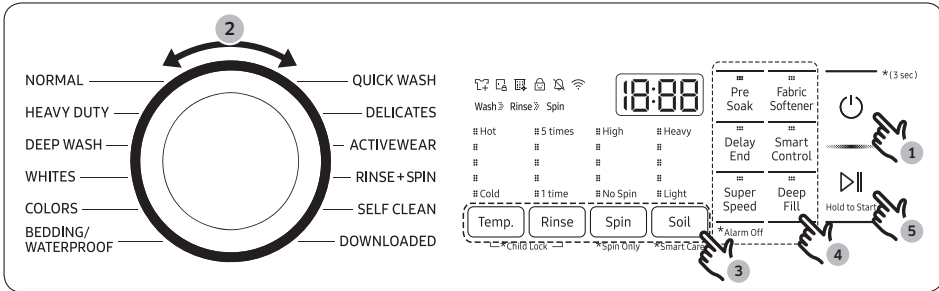 2
NORMAL
HEAVY DUTY
DEEP WASH
WHITES
COLORS
BEDDING/
WATERPROOF
QUICK WASH
DELICATES
ACTIVEWEAR
RINSE+SPIN
SELF CLEAN
DOWNLOADED
Wash Rinse Spin
18:88
Hot 5 times High Heavy
Cold 1 time No Spin Light
Temp. Rinse Spin Soil
*Child Lock *Spin Only *Smart Care
3
Pre
Soak
Fabric
Softener
Delay
End
Smart
Control
Super
Speed
Deep
Fill
*Alarm Off
4
*(3 sec)
1
Hold to Start
5